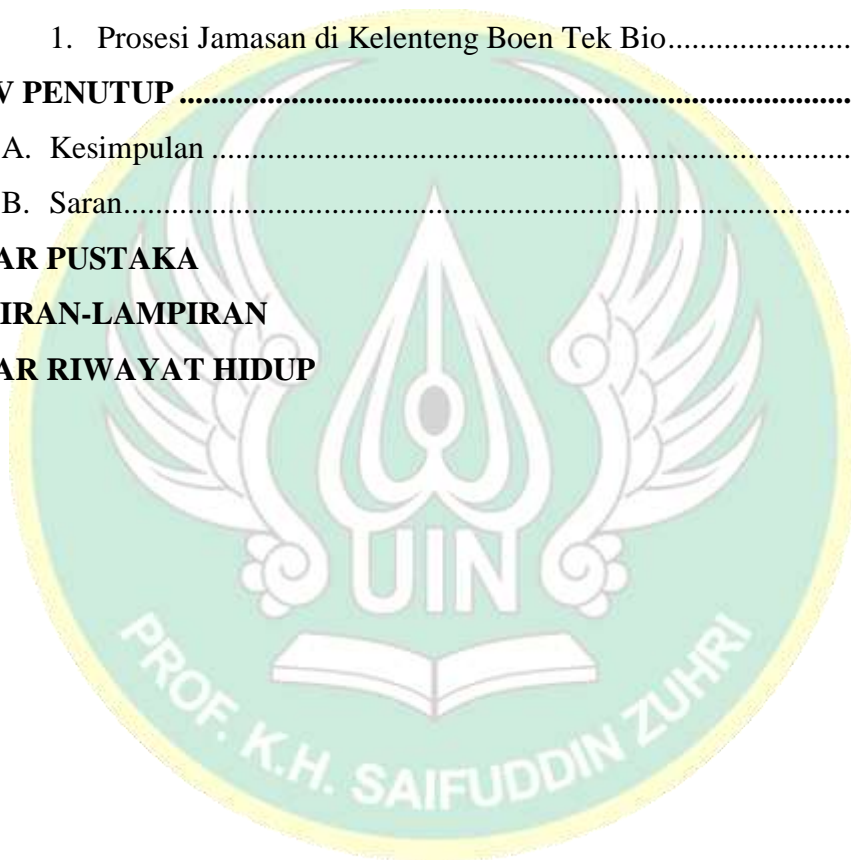 1. Prosesi Jamasan di Kelenteng Boen Tek Bio......................
V PENUTUP ....................................................................................
A. Kesimpulan ................................................................................
B. Saran...........................................................................................
AR PUSTAKA
IRAN-LAMPIRAN
AR RIWAYAT HIDUP
UIN
PROF. K.H. SAIFUDDIN ZUHRI